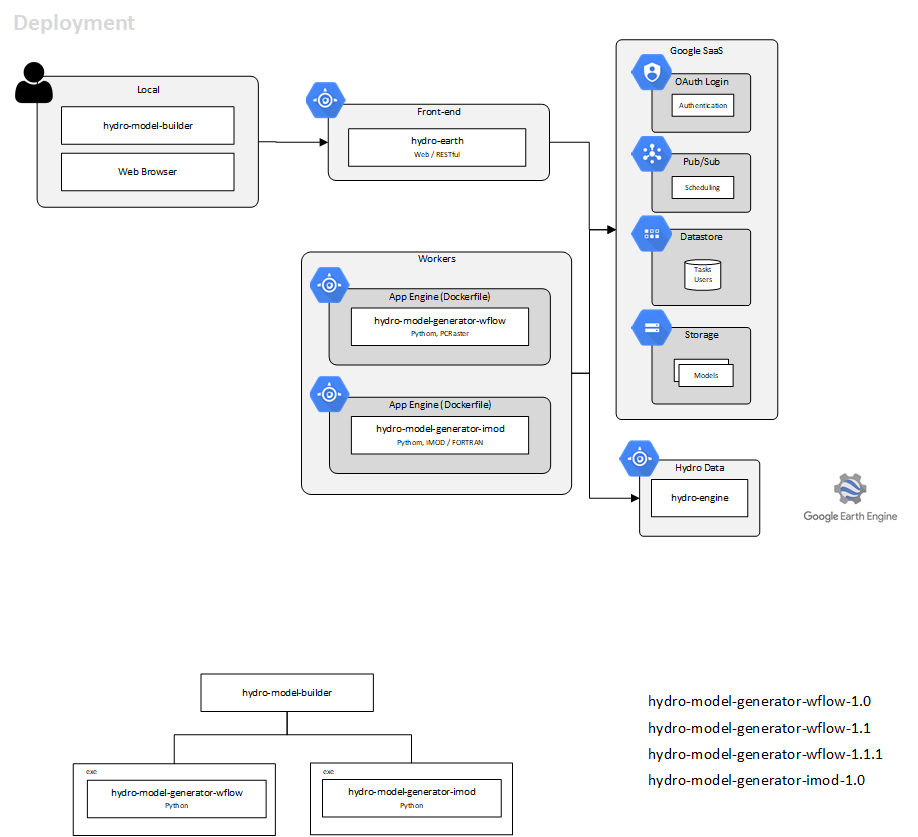 Deployment
Local
hydro-model-builder
Web Browser
Front-end
hydro-earth
Web / RESTful
Google SaaS
OAuth Login
Authentication
Pub/Sub
Scheduling
Datastore
Tasks
Users
Storage
Models
Workers
App Engine (Dockerfile)
hydro-model-generator-wflow
Pythom, PCRaster
App Engine (Dockerfile)
hydro-model-generator-imod
Pythom, iMOD / FORTRAN
Hydro Data
hydro-engine
Google Earth Engine
hydro-model-builder
exe
hydro-model-generator-wflow
Python
exe
hydro-model-generator-imod
Python
hydro-model-generator-wflow-1.0
hydro-model-generator-wflow-1.1
hydro-model-generator-wflow-1.1.1
hydro-model-generator-imod-1.0